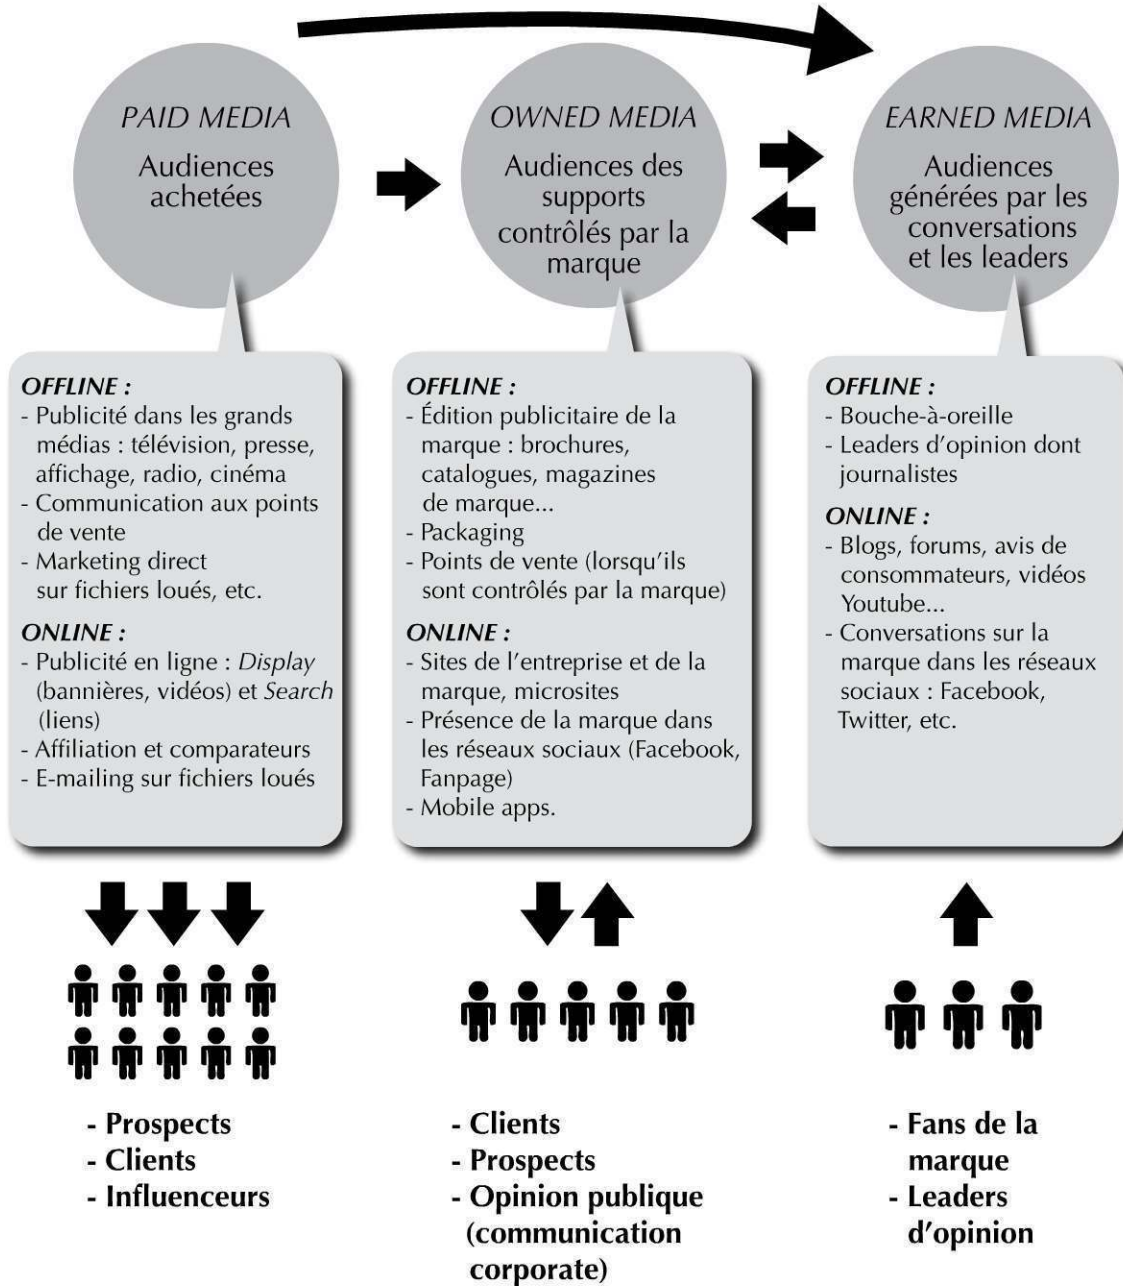 PAID MEDIA
Audiences
achetées
OWNED MEDIA
Audiences des
supports
contrôlés par la
marque
EARNED MEDIA
Audiences
générées par les
conversations
et les leaders
OFFLINE :
- Publicité dans les grands
médias : télévision, presse,
affichage, radio, cinéma
- Communication aux points
de vente
- Marketing direct
sur fichiers loués, etc.
ONLINE :
- Publicité en ligne : Display
(bannières, vidéos) et Search
(liens)
- Affiliation et comparateurs
- E-mailing sur fichiers loués
OFFLINE :
- Édition publicitaire de la
marque : brochures,
catalogues, magazines
de marque...
- Packaging
- Points de vente (lorsqu'ils
sont contrôlés par la marque)
ONLINE :
- Sites de l'entreprise et de la
marque, microsites
- Présence de la marque dans
les réseaux sociaux (Facebook,
Fanpage)
- Mobile apps.
OFFLINE :
- Bouche-à-oreille
- Leaders d'opinion dont
journalistes
ONLINE :
- Blogs, forums, avis de
consommateurs, vidéos
Youtube...
- Conversations sur la
marque dans les réseaux
sociaux : Facebook,
Twitter, etc.
- Prospects
- Clients
- Influenceurs
- Clients
- Prospects
- Opinion publique
(communication
corporate)
- Fans de la
marque
- Leaders
d'opinion